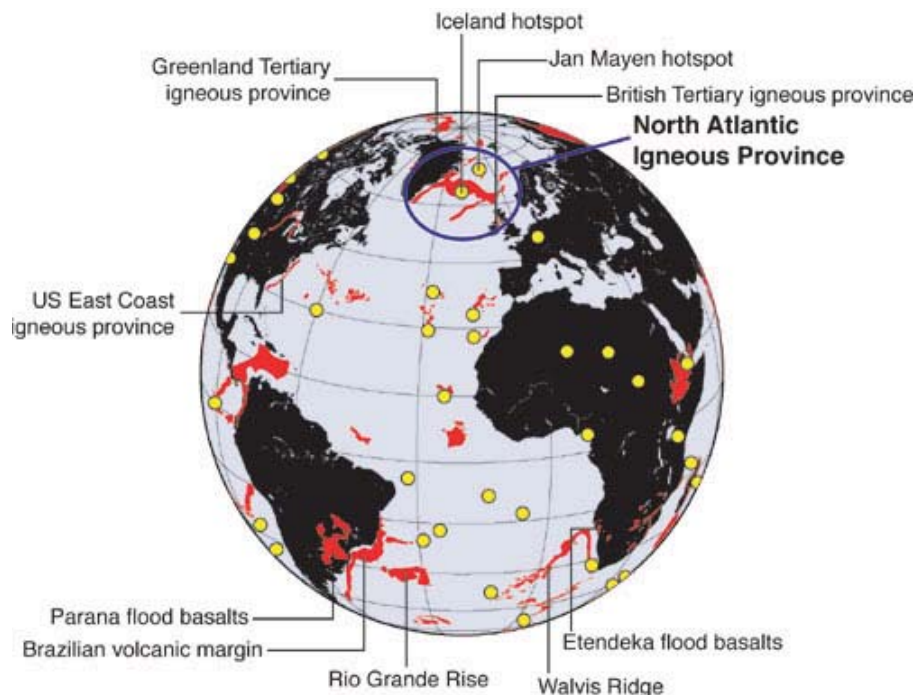 Iceland hotspot
Jan Mayen hotspot
Greenland Tertiary
igneous province
British Tertiary igneous province
North Atlantic
Igneous Province
US East Coast
igneous province
Parana flood basalts
Brazilian volcanic margin
Rio Grande Rise
Etendeka flood basalts
Walvis Ridge